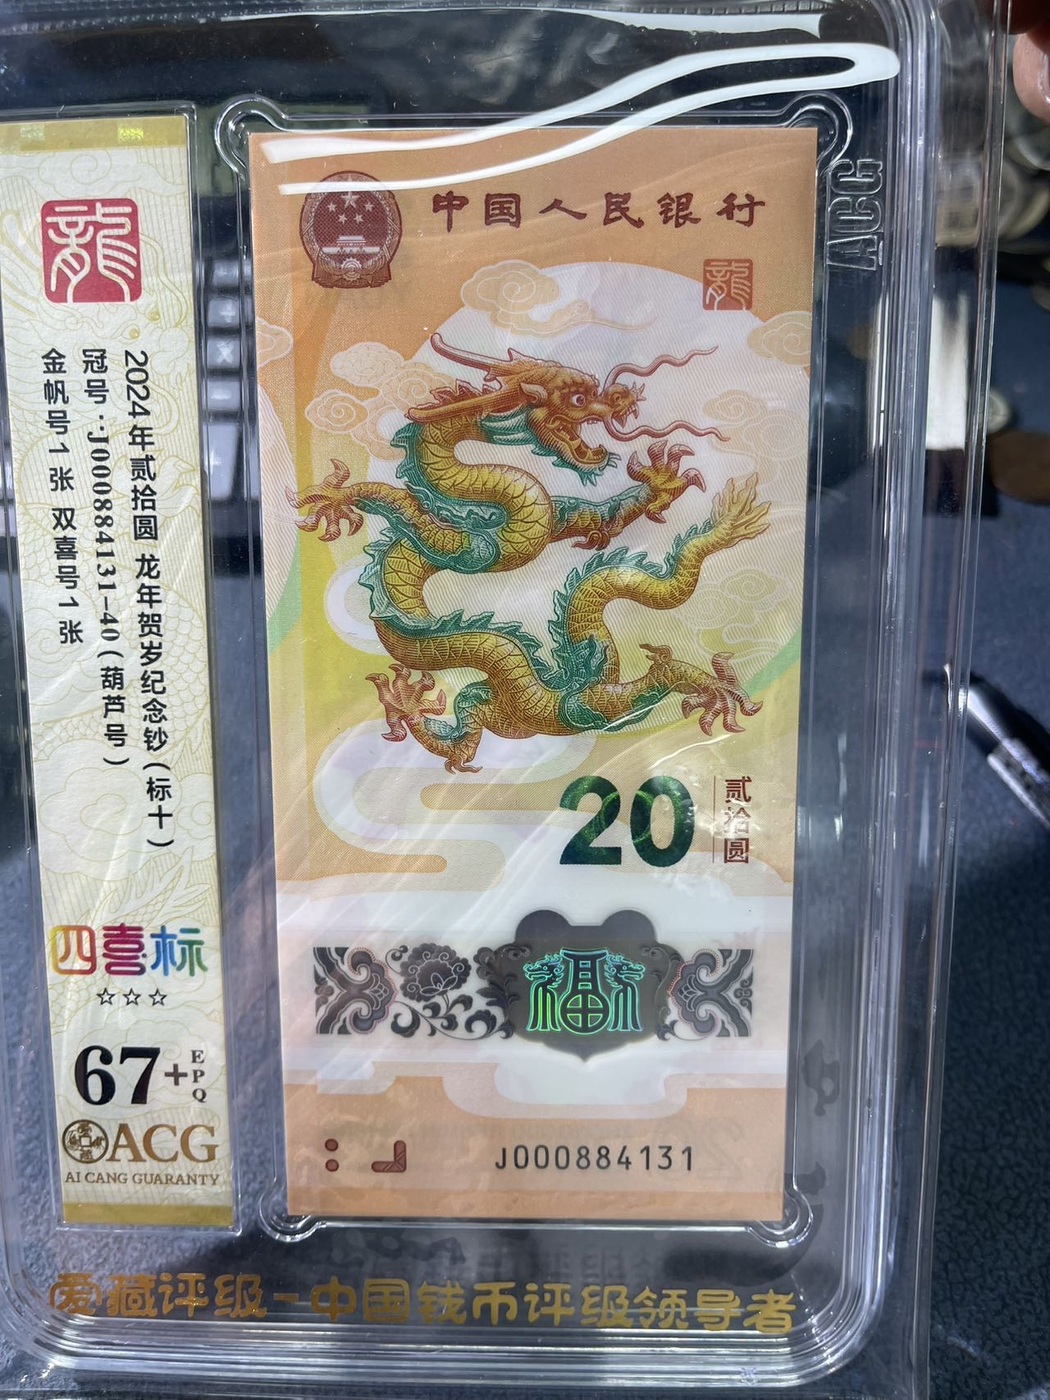 龍
2024年贰拾圆 龙年贺岁纪念钞(标十)
冠号:J000884131-40(葫芦号)
金帆号1张 双喜号1张
四喜标
☆☆☆
67+
EPQ
ACG
AI CANG GUARANTY
中国人民银行
龍
20
贰拾圆
福
J000884131
ACG
爱藏评级-中国钱币评级领导者